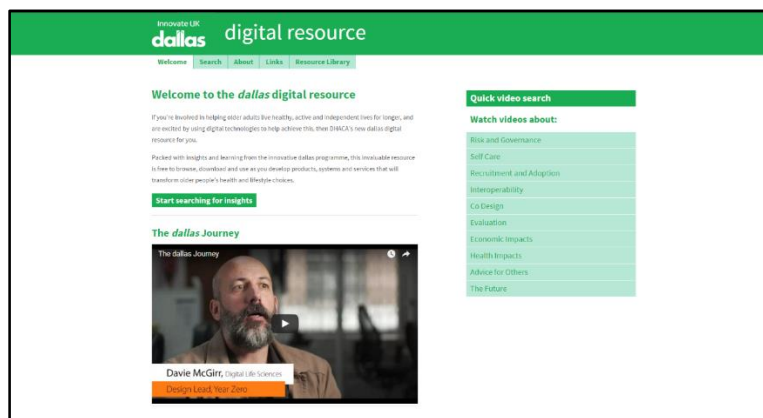 Innovate UK
dallas
digital resource
Welcome Search About Links Resource Library
Welcome to the dallas digital resource
If you're involved in helping older adults live healthy, active and independent lives for longer, and
are excited by using digital technologies to help achieve this, then DHACA's new dallas digital
resource for you.
Packed with insights and learning from the innovative dallas programme, this invaluable resource
is free to browse, download and use as you develop products, systems and services that will
transform older people's health and lifestyle choices.
Start searching for insights
The dallas Journey
The dallas Journey
Davie McGirr, Digital Life Sciences
Design Lead, Year Zero
Quick video search
Watch videos about:
Risk and Governance
Self Care
Recruitment and Adoption
Interoperability
Co Design
Evaluation
Economic Impacts
Health Impacts
Advice for Others
The Future